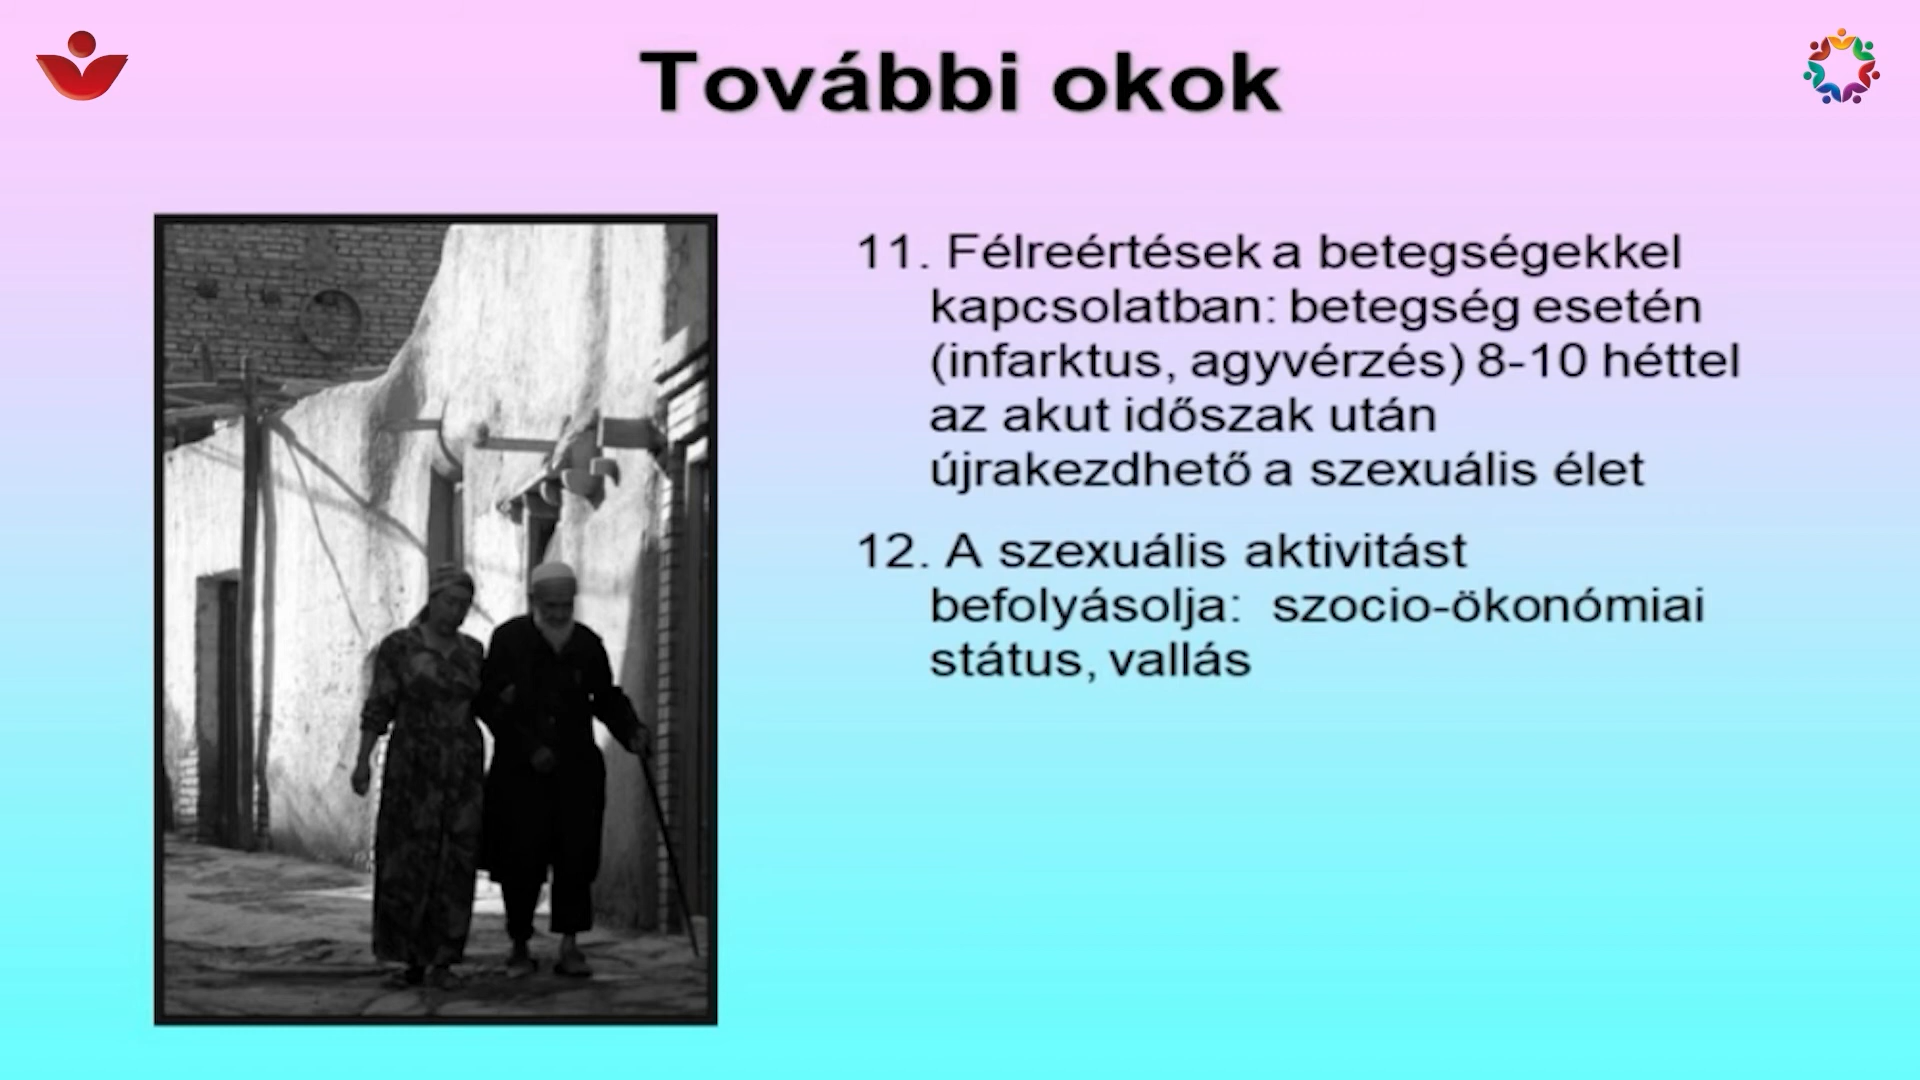 További okok
11. Félreértések a betegségekkel
kapcsolatban: betegség esetén
(infarktus, agyvérzés) 8-10 héttel
az akut időszak után
újrakezdhető a szexuális élet
12. A szexuális aktivitást
befolyásolja: szocio-ökonómiai
státus, vallás